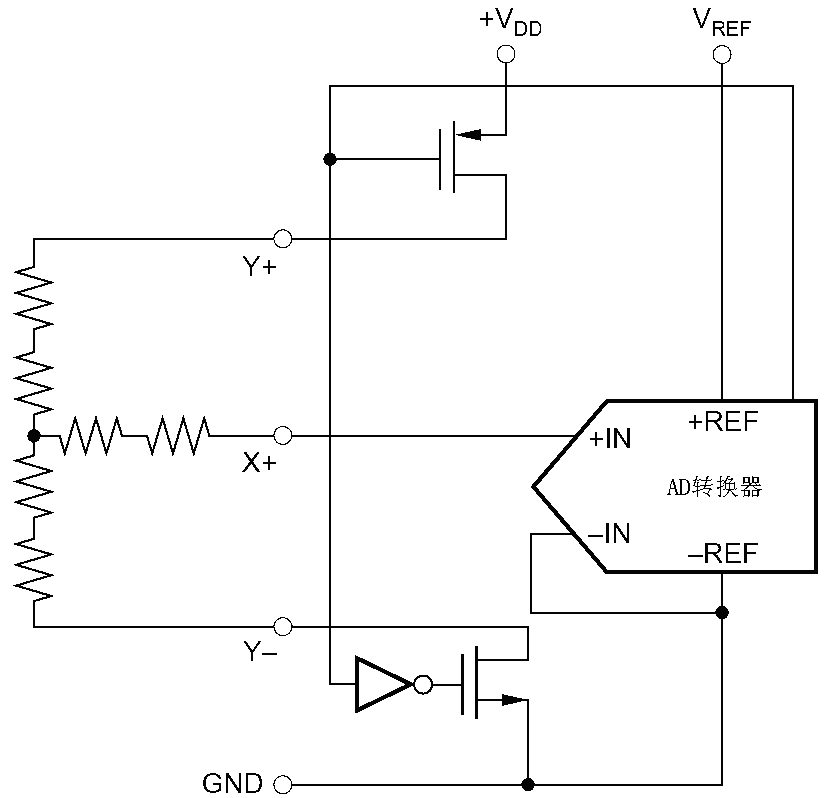 +VDD
VREF
Y+
+REF
+IN
X+
AD转换器
–IN
–REF
Y–
GND